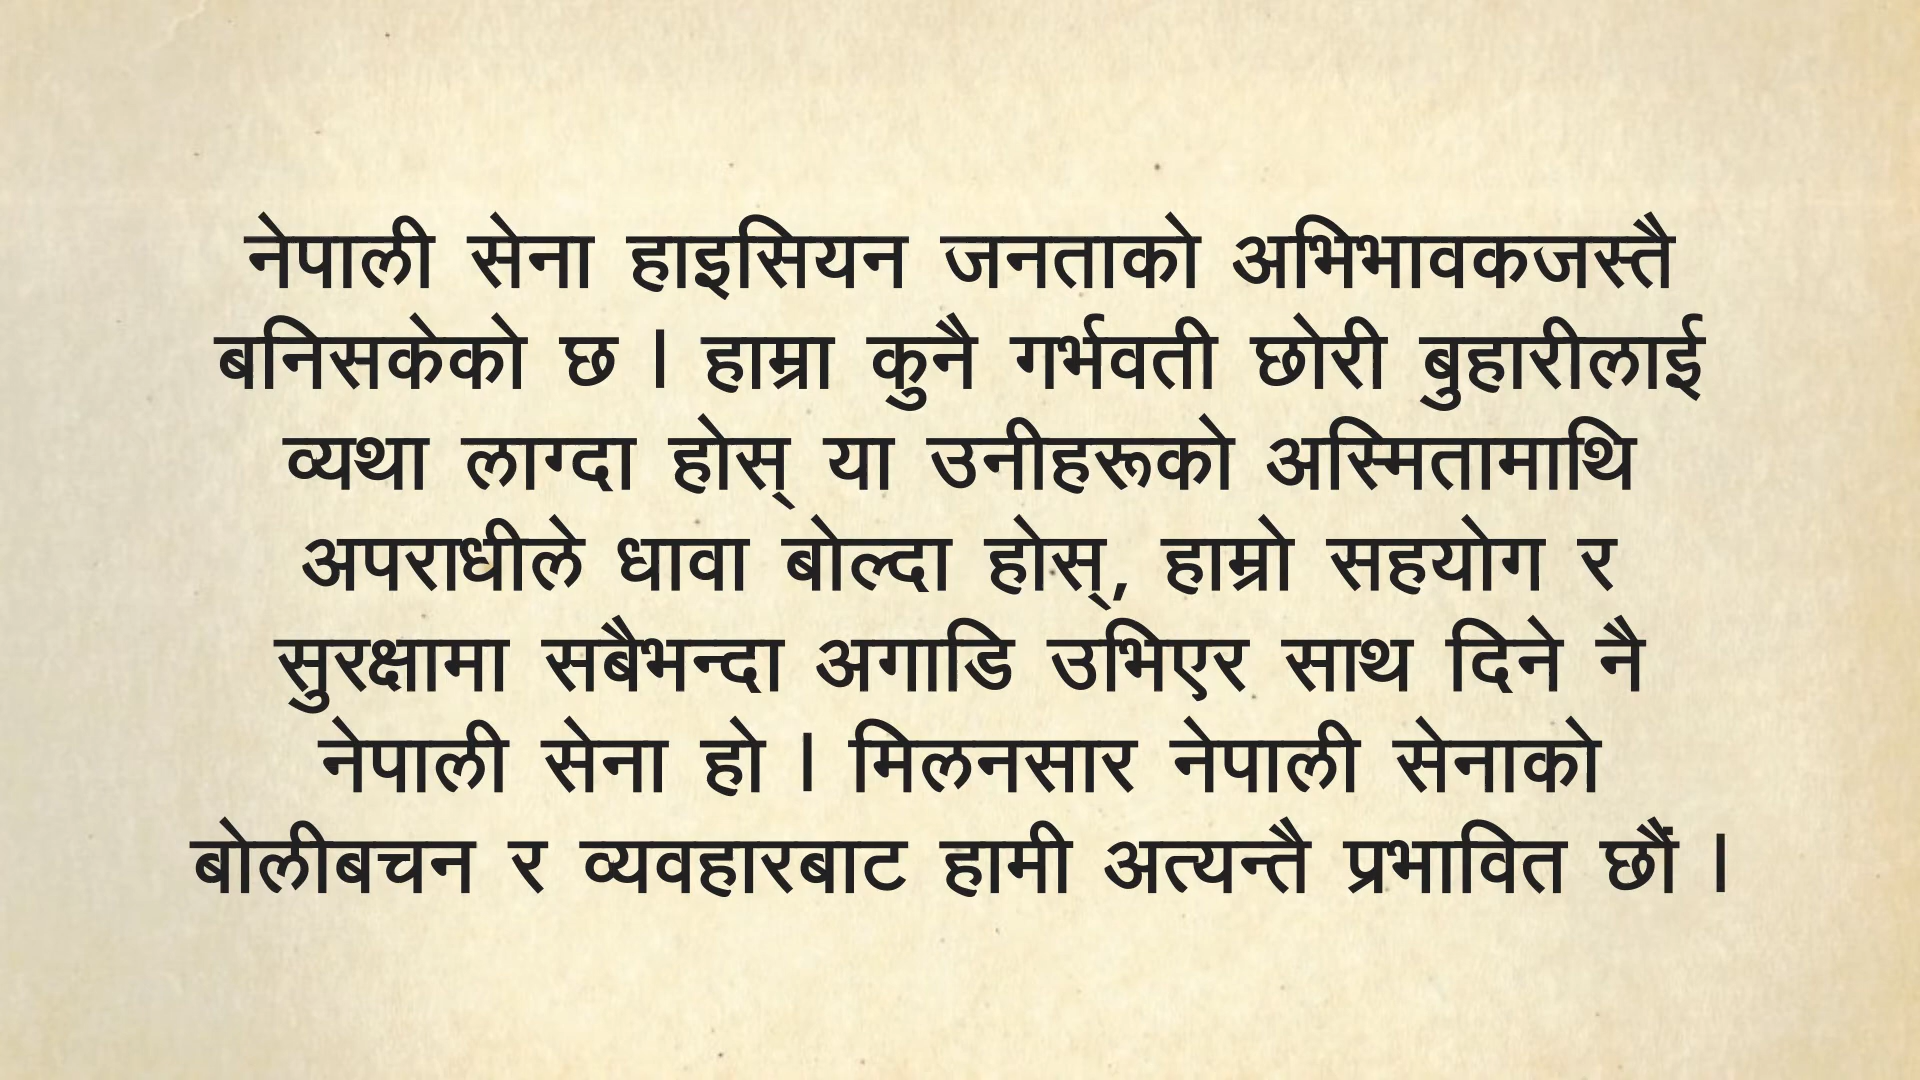 नेपाली सेना हाइसियन जनताको अभिभावकजस्तै
बनिसकेको छ । हाम्रा कुनै गर्भवती छोरी बुहारीलाई
व्यथा लाग्दा होस् या उनीहरूको अस्मितामाथि
अपराधीले धावा बोल्दा होस्, हाम्रो सहयोग र
सुरक्षामा सबैभन्दा अगाडि उभिएर साथ दिने नै
नेपाली सेना हो । मिलनसार नेपाली सेनाको
बोलीबचन र व्यवहारबाट हामी अत्यन्तै प्रभावित छौं ।